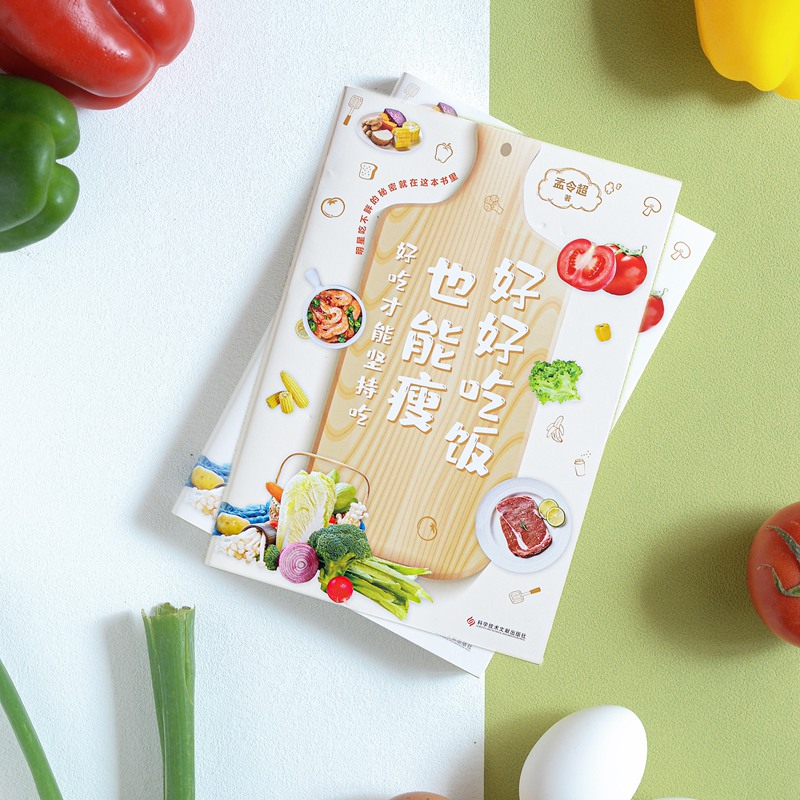 孟令超
著
明星吃不胖的秘密就在这本书里
好好吃饭
也能瘦
好吃才能坚持吃
科学技术文献出版社